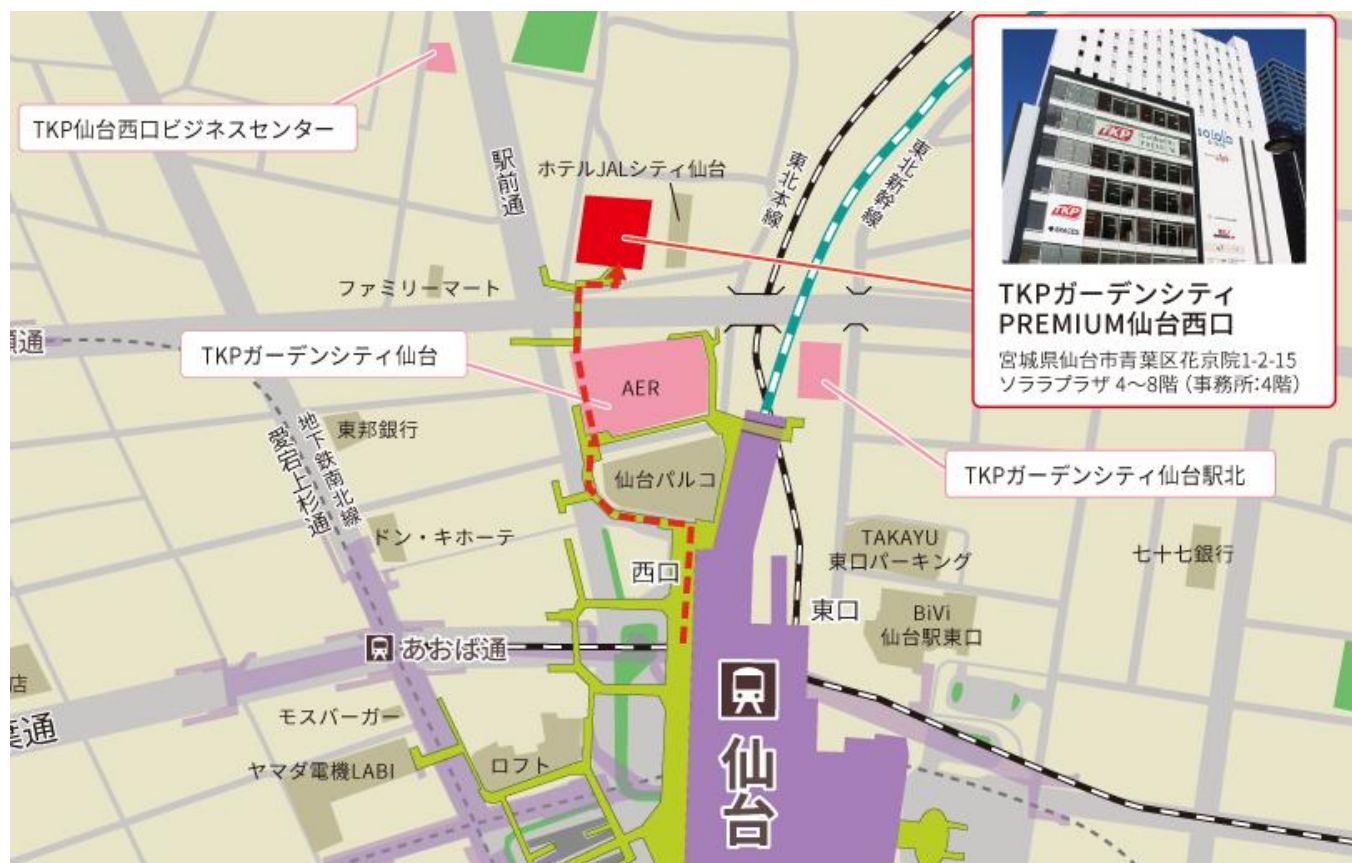 TKP仙台西口ビジネスセンター
駅前通
ホテルJALシティ仙台
東北本線
東北新幹線
TKP
GARDEN CITY
PREMIUM
solala
TKP
SPACES
TKPガーデンシティ
PREMIUM仙台西口
宮城県仙台市青葉区花京院1-2-15
ソララプラザ 4〜8階（事務所:4階）
ファミリーマート
瀬通
TKPガーデンシティ仙台
AER
東邦銀行
地下鉄南北線
愛宕上杉通
仙台パルコ
TKPガーデンシティ仙台駅北
ドン・キホーテ
西口
TAKAYU
東口パーキング
七十七銀行
東口
BiVi
仙台駅東口
あおば通
店
葉通
モスバーガー
ヤマダ電機LABI
ロフト
仙台